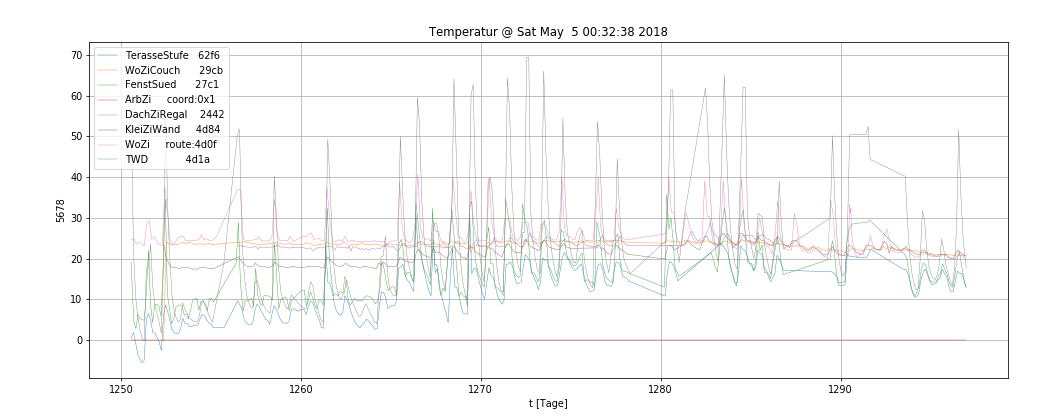 Temperatur @ Sat May  5 00:32:38 2018
70
60
50
40
30
20
10
0
5678
TerasseStufe 62f6
WoZiCouch 29cb
FenstSued 27c1
ArbZi coord:0x1
DachZiRegal 2442
KleiZiWand 4d84
WoZi route:4d0f
TWD 4d1a
1250 1260 1270 1280 1290
t [Tage]